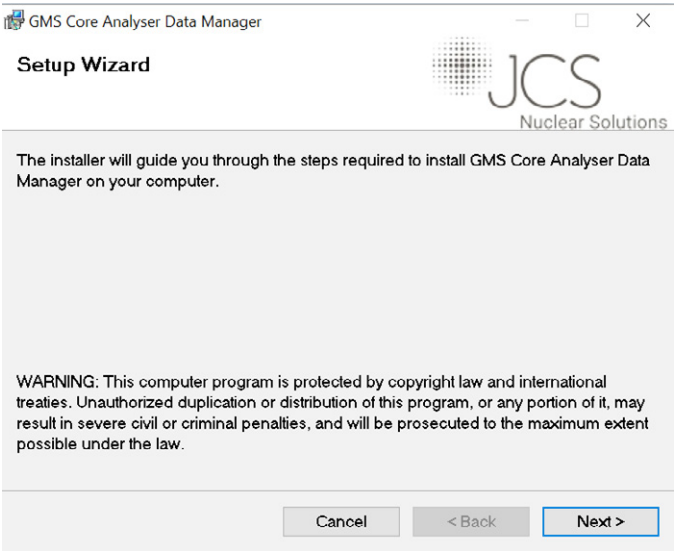 GMS Core Analyser Data Manager
Setup Wizard
JCS
Nuclear Solutions
The installer will guide you through the steps required to install GMS Core Analyser Data
Manager on your computer.
WARNING: This computer program is protected by copyright law and international
treaties. Unauthorized duplication or distribution of this program, or any portion of it, may
result in severe civil or criminal penalties, and will be prosecuted to the maximum extent
possible under the law.
Cancel
< Back
Next >